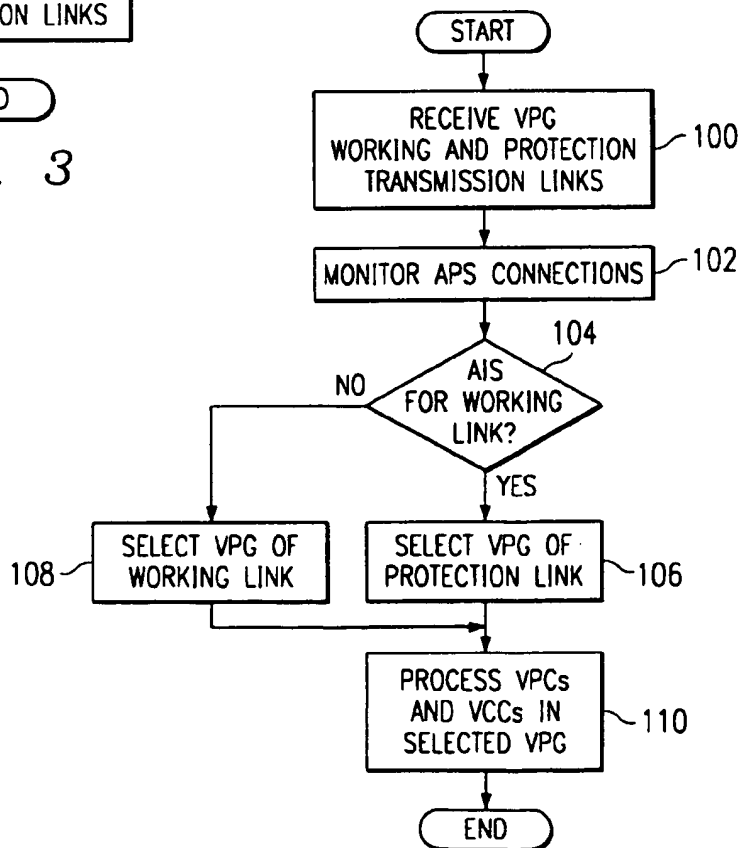 ON LINKS
START
RECEIVE VPG
WORKING AND PROTECTION
TRANSMISSION LINKS
100
MONITOR APS CONNECTIONS
102
104
AIS
FOR WORKING
LINK?
NO
YES
3
108
SELECT VPG OF
WORKING LINK
SELECT VPG OF
PROTECTION LINK
106
PROCESS VPCs
AND VCCs IN
SELECTED VPG
110
END